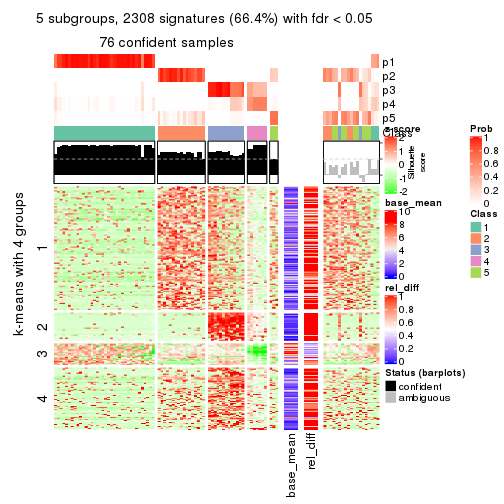 5 subgroups, 2308 signatures (66.4%) with fdr < 0.05
76 confident samples
p1
p2
p3
p4
p5
Class
Silhouette
score
k-means with 4 groups
1
2
3
4
base_mean
rel_diff
z-score
2
1
0
-1
-2
base_mean
10
8
6
4
2
0
rel_diff
1
0.8
0.6
0.4
0.2
0
Status (barplots)
confident
ambiguous
Prob
1
0.8
0.6
0.4
0.2
0
Class
1
2
3
4
5